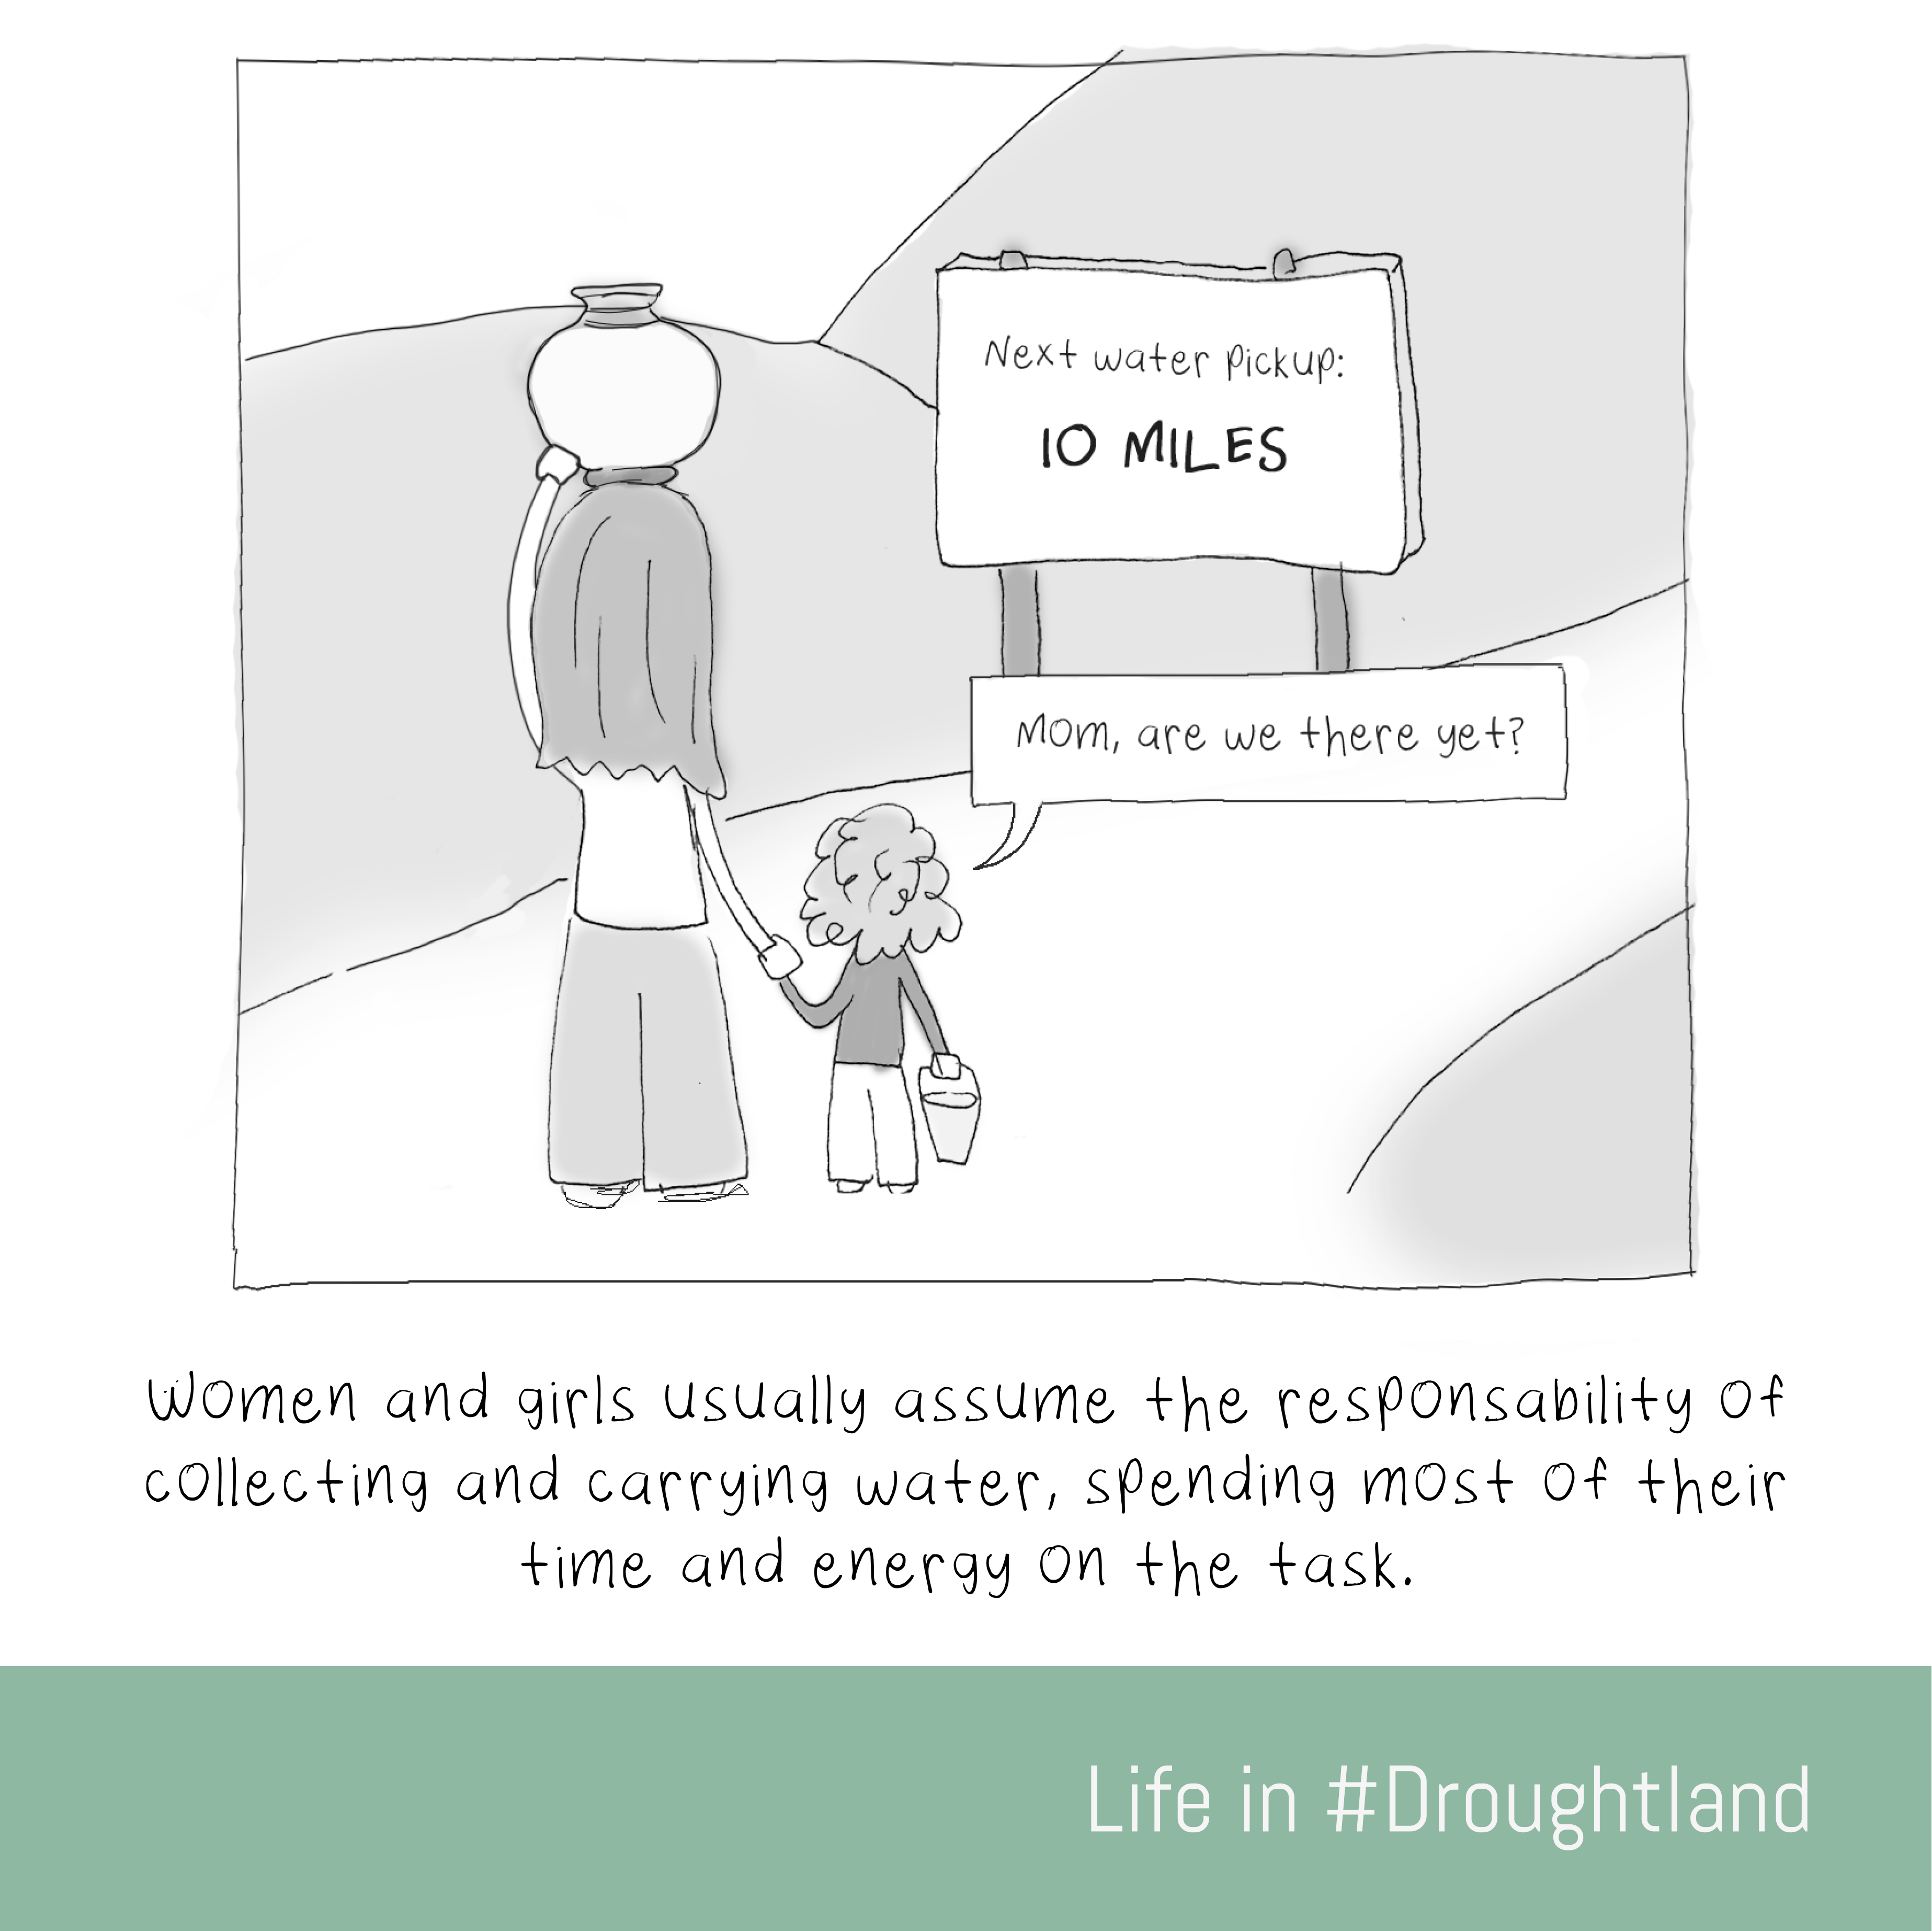 Next water pickup:
10 MILES
Mom, are we there yet?
Women and girls usually assume the responsability of
collecting and carrying water, spending most of their
time and energy on the task.
Life in #Droughtland